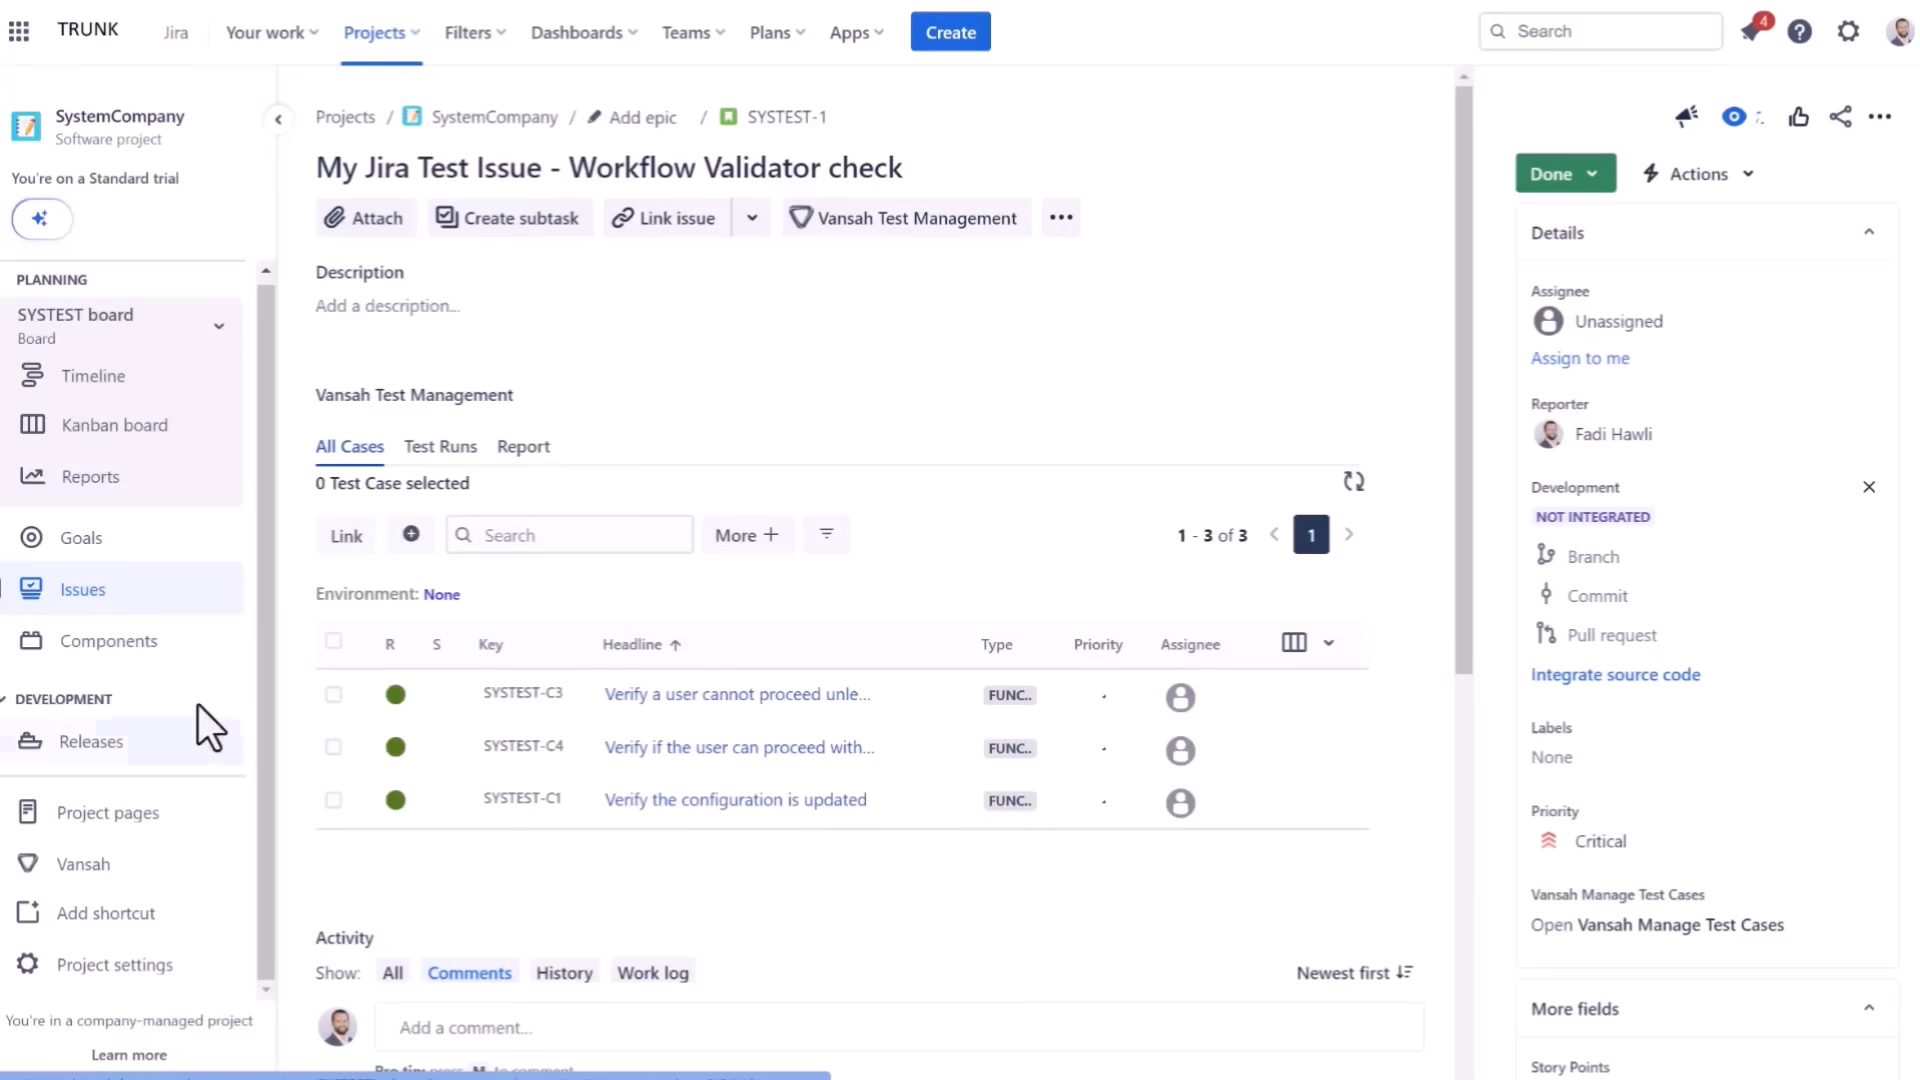 TRUNK
Jira
Your work
Projects
Filters
Dashboards
Teams
Plans
Apps
Create
Search
4
SystemCompany
Software project
You're on a Standard trial
PLANNING
SYSTEST board
Board
Timeline
Kanban board
Reports
Goals
Issues
Components
DEVELOPMENT
Releases
Project pages
Vansah
Add shortcut
Project settings
You're in a company-managed project
Learn more
Projects / SystemCompany / Add epic / SYSTEST-1
My Jira Test Issue - Workflow Validator check
Attach
Create subtask
Link issue
Vansah Test Management
Description
Add a description...
Vansah Test Management
All Cases
Test Runs
Report
0 Test Case selected
Link
Search
More
1 - 3 of 3
1
Environment: None
R S Key Headline Type Priority Assignee
SYSTEST-C3 Verify a user cannot proceed unle... FUNC..
SYSTEST-C4 Verify if the user can proceed with... FUNC..
SYSTEST-C1 Verify the configuration is updated FUNC..
Activity
Show: All Comments History Work log
Newest first
Add a comment...
Pro tip: press M to comment
Done
Actions
Details
Assignee
Unassigned
Assign to me
Reporter
Fadi Hawli
Development
NOT INTEGRATED
Branch
Commit
Pull request
Integrate source code
Labels
None
Priority
Critical
Vansah Manage Test Cases
Open Vansah Manage Test Cases
More fields
Story Points